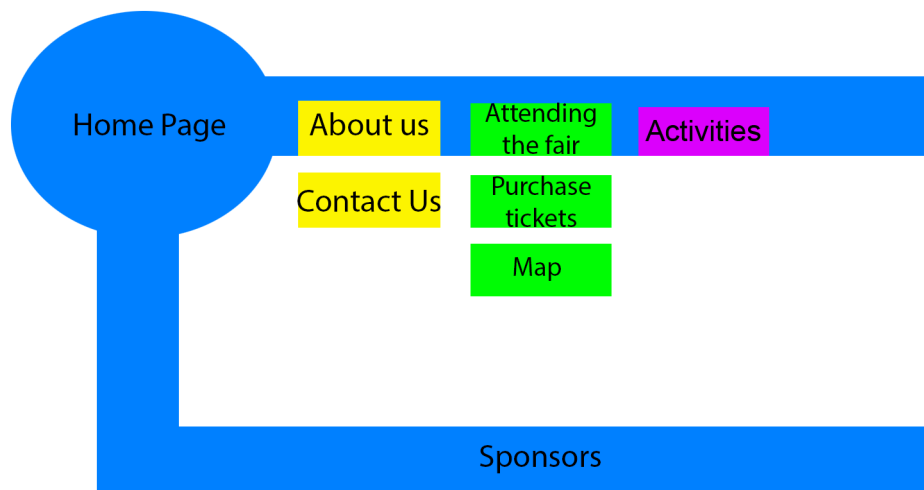 Home Page
About us
Attending
the fair
Activities
Contact Us
Purchase
tickets
Map
Sponsors